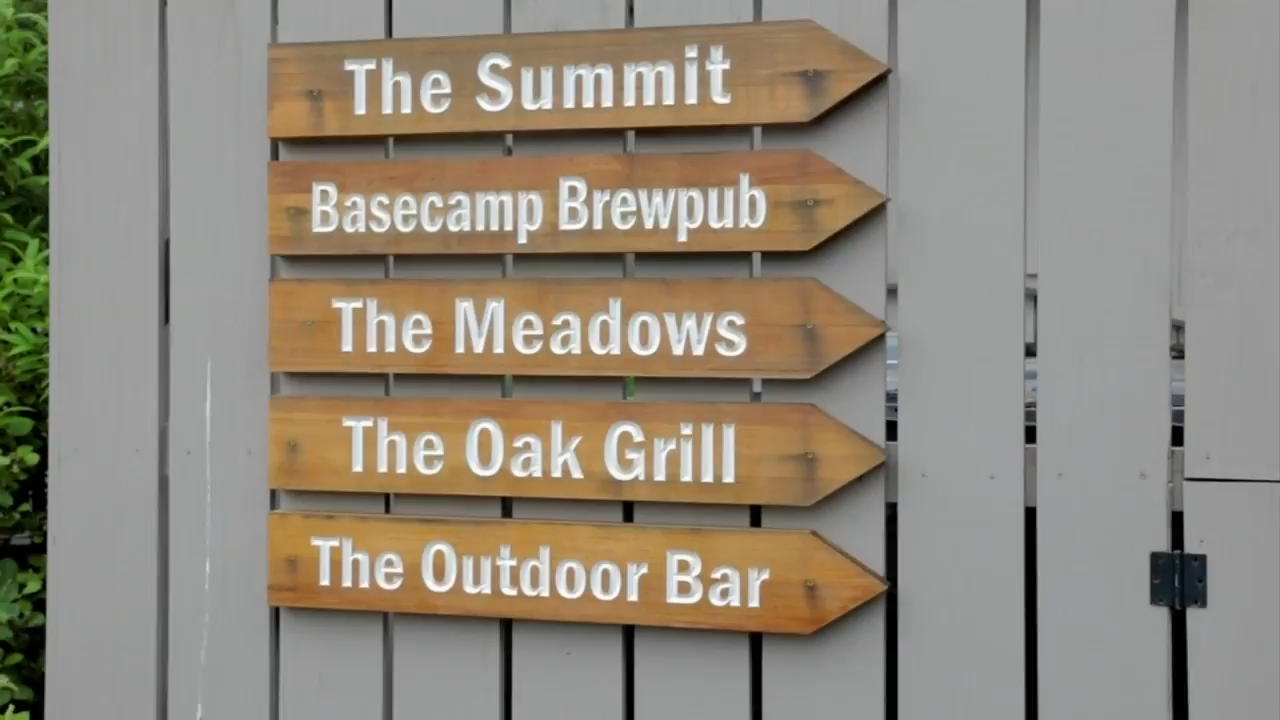 The Summit
Basecamp Brewpub
The Meadows
The Oak Grill
The Outdoor Bar